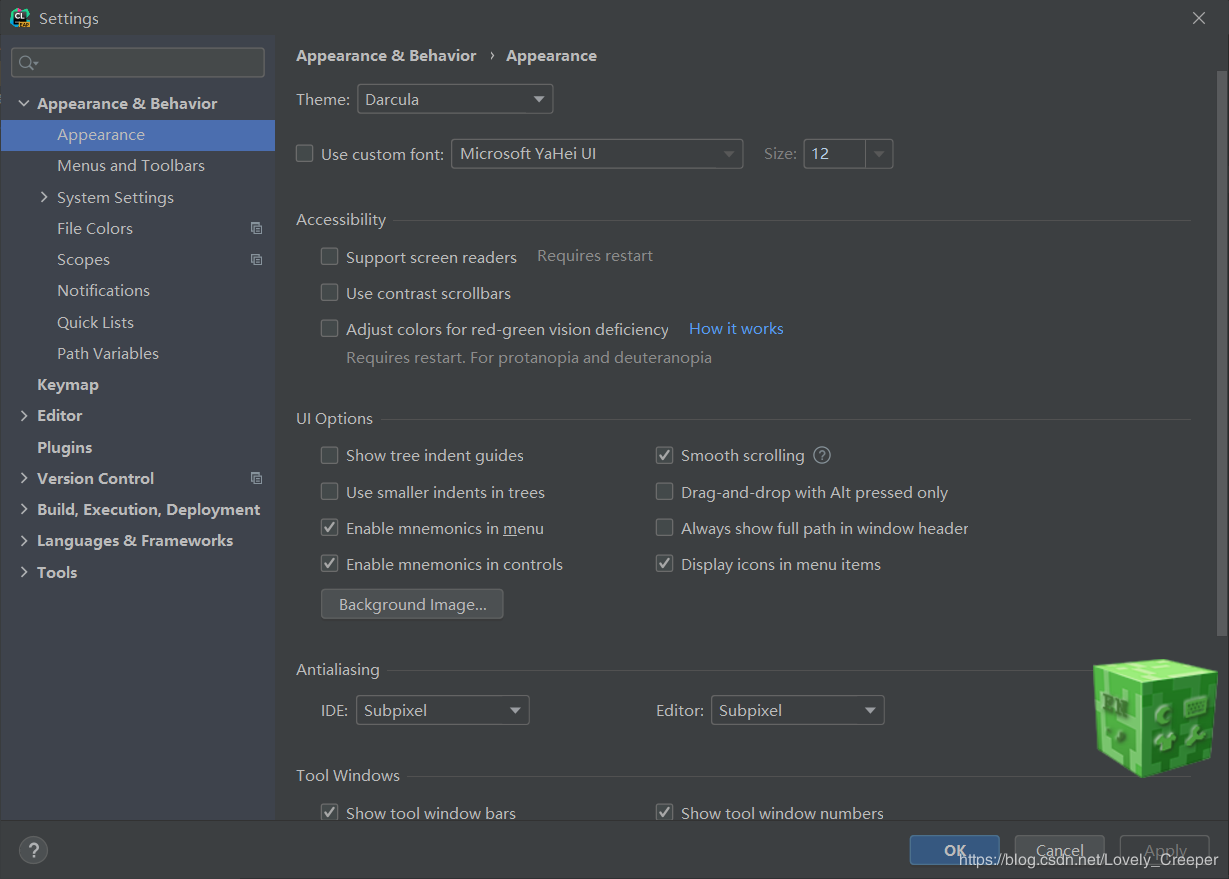 Settings
Appearance & Behavior
Appearance
Menus and Toolbars
System Settings
File Colors
Scopes
Notifications
Quick Lists
Path Variables
Keymap
Editor
Plugins
Version Control
Build, Execution, Deployment
Languages & Frameworks
Tools
Appearance & Behavior › Appearance
Theme: Darcula
Use custom font: Microsoft YaHei UI Size: 12
Accessibility
Support screen readers Requires restart
Use contrast scrollbars
Adjust colors for red-green vision deficiency How it works
Requires restart. For protanopia and deuteranopia
UI Options
Show tree indent guides Smooth scrolling ?
Use smaller indents in trees Drag-and-drop with Alt pressed only
Enable mnemonics in menu Always show full path in window header
Enable mnemonics in controls Display icons in menu items
Background Image...
Antialiasing
IDE: Subpixel Editor: Subpixel
Tool Windows
Show tool window bars Show tool window numbers
? OK Cancel Apply
https://blog.csdn.net/Lovely_Creeper